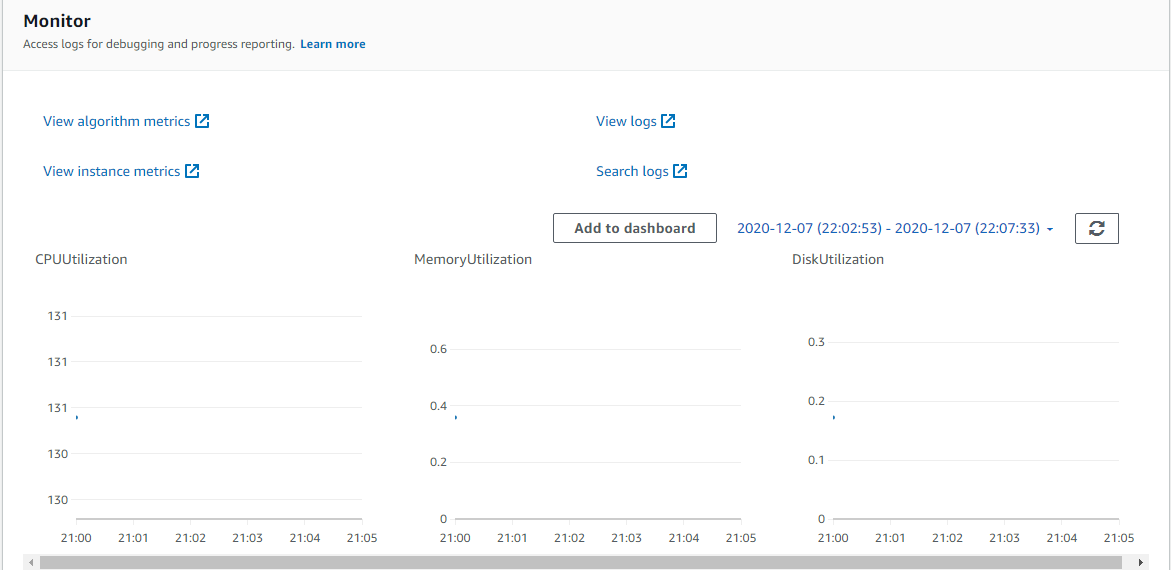 Monitor
Access logs for debugging and progress reporting. Learn more
View algorithm metrics
View logs
View instance metrics
Search logs
Add to dashboard
2020-12-07 (22:02:53) - 2020-12-07 (22:07:33)
CPUUtilization
131
131
131
130
130
21:00 21:01 21:02 21:03 21:04 21:05
MemoryUtilization
0.6
0.4
0.2
0
21:00 21:01 21:02 21:03 21:04 21:05
DiskUtilization
0.3
0.2
0.1
0
21:00 21:01 21:02 21:03 21:04 21:05